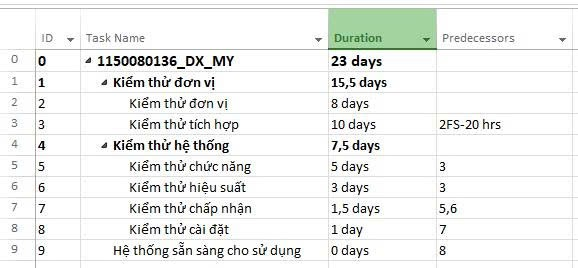 ID Task Name Duration Predecessors
0 0 1150080136_DX_MY 23 days
1 1 Kiểm thử đơn vị 15,5 days
2 2 Kiểm thử đơn vị 8 days
3 3 Kiểm thử tích hợp 10 days 2FS-20 hrs
4 4 Kiểm thử hệ thống 7,5 days
5 5 Kiểm thử chức năng 5 days 3
6 6 Kiểm thử hiệu suất 3 days 3
7 7 Kiểm thử chấp nhận 1,5 days 5,6
8 8 Kiểm thử cài đặt 1 day 7
9 9 Hệ thống sẵn sàng cho sử dụng 0 days 8